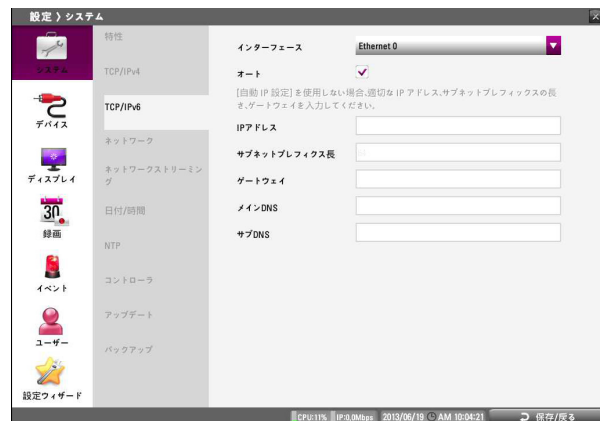 設定 〉システム
システム
デバイス
ディスプレイ
30
録画
イベント
ユーザー
設定ウィザード
特性
TCP/IPv4
TCP/IPv6
ネットワーク
ネットワークストリーミン
グ
日付/時間
NTP
コントローラ
アップデート
バックアップ
インターフェース
Ethernet 0
オート
[自動 IP 設定] を使用しない場合､適切な IP アドレス､サブネットプレフィックスの長
さ､ゲートウェイを入力してください｡
IPアドレス
サブネットプレフィクス長
ゲートウェイ
メインDNS
サブDNS
CPU:11% IP:0.0Mbps 2013/06/19 AM 10:04:21 保存/戻る